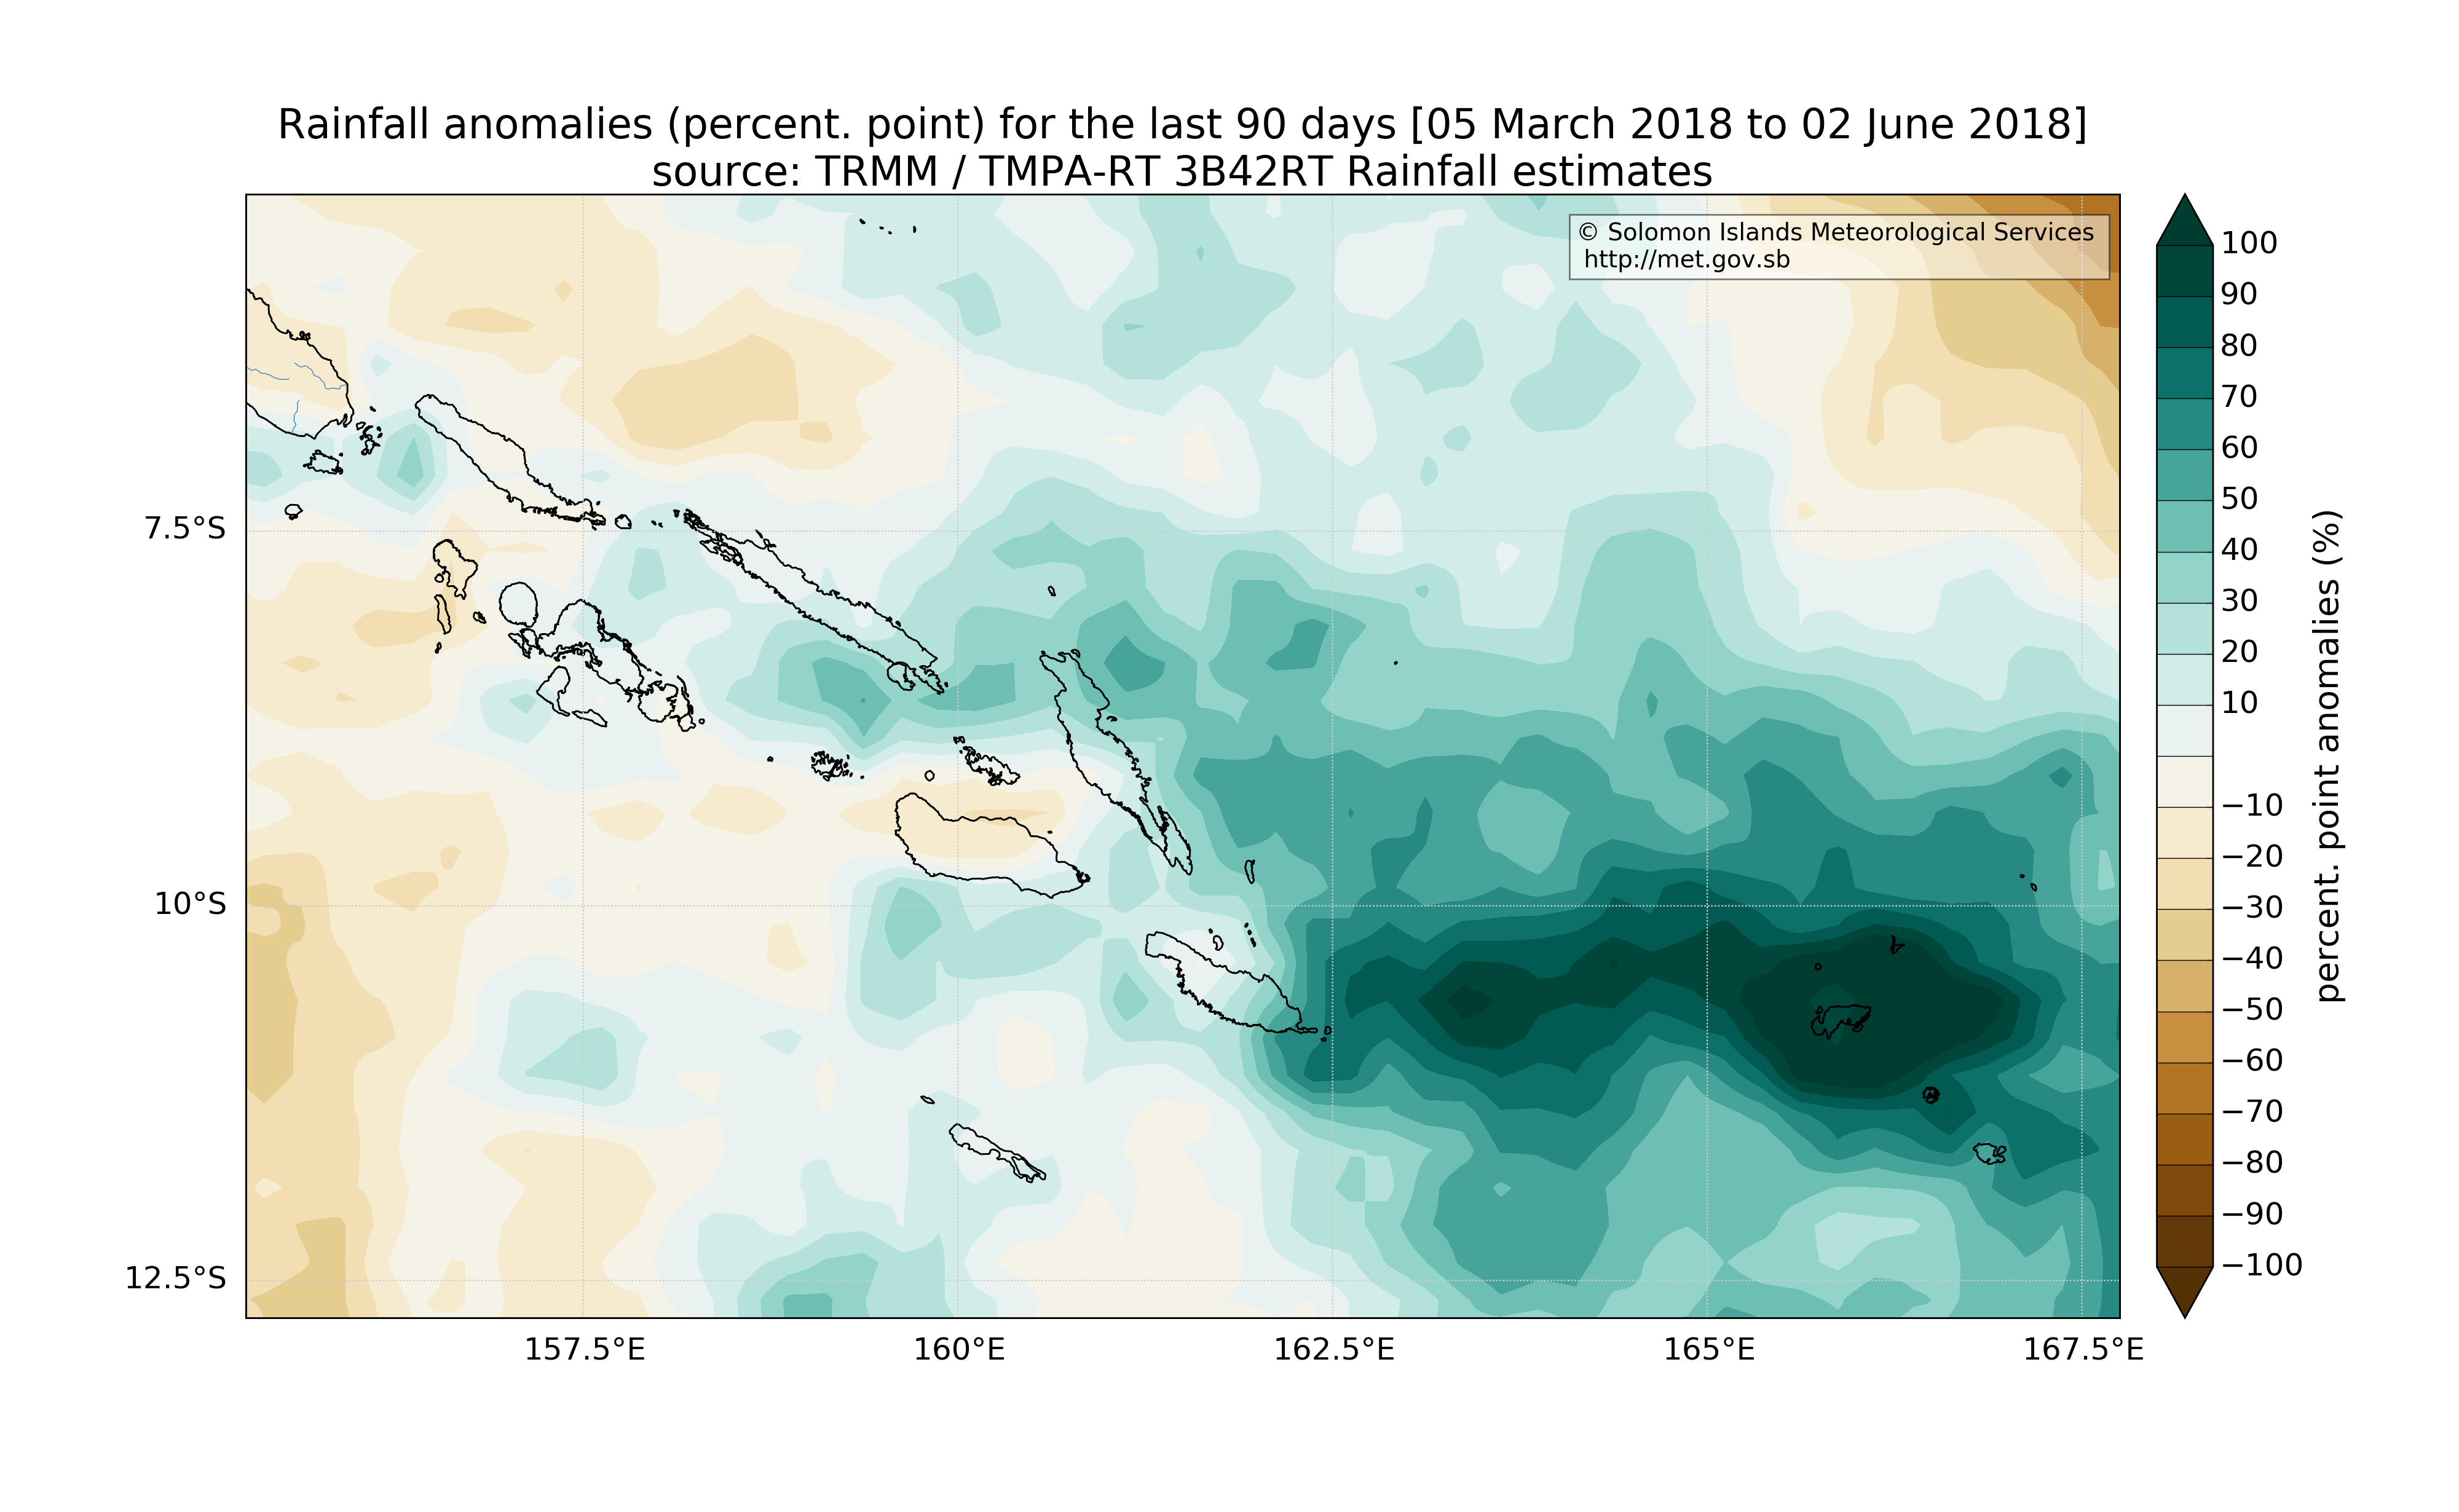 Rainfall anomalies (percent. point) for the last 90 days [05 March 2018 to 02 June 2018]
source: TRMM / TMPA-RT 3B42RT Rainfall estimates
© Solomon Islands Meteorological Services
http://met.gov.sb
7.5°S
10°S
12.5°S
157.5°E
160°E
162.5°E
165°E
167.5°E
100
90
80
70
60
50
40
30
20
10
−10
−20
−30
−40
−50
−60
−70
−80
−90
−100
percent. point anomalies (%)